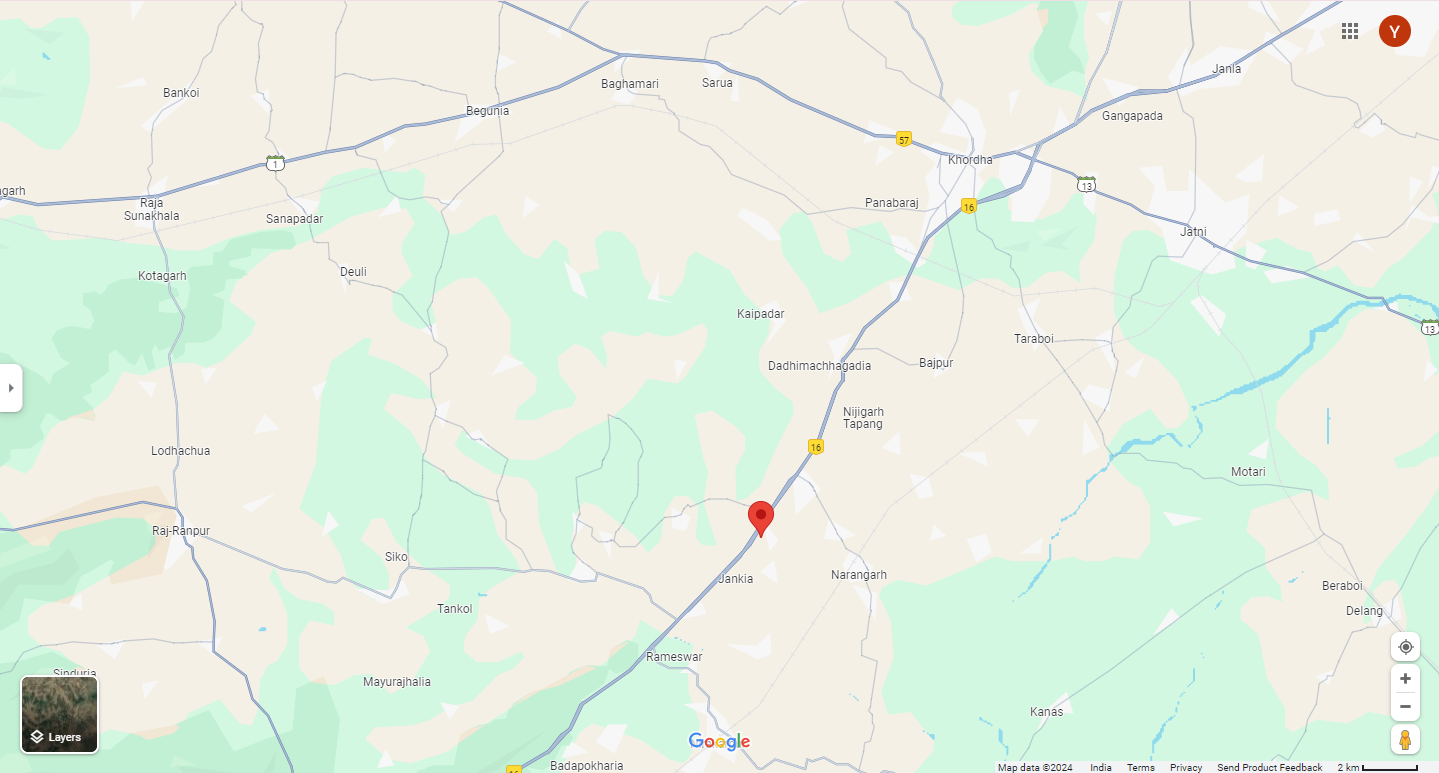 Y
Janla
Sarua
Baghamari
Bankoi
Begunia
Gangapada
57
Khordha
1
13
garh
Raja
Sunakhala
Panabaraj
16
Sanapadar
Jatni
Deuli
Kotagarh
Kaipadar
13
Taraboi
Dadhimachhagadia
Bajpur
Nijigarh
Tapang
16
Lodhachua
Motari
Raj-Ranpur
Siko
Jankia
Narangarh
Beraboi
Tankol
Delang
Rameswar
Sinduria
Mayurajhalia
Kanas
Layers
Google
Badapokharia
16
Map data ©2024 India Terms Privacy Send Product Feedback 2 km